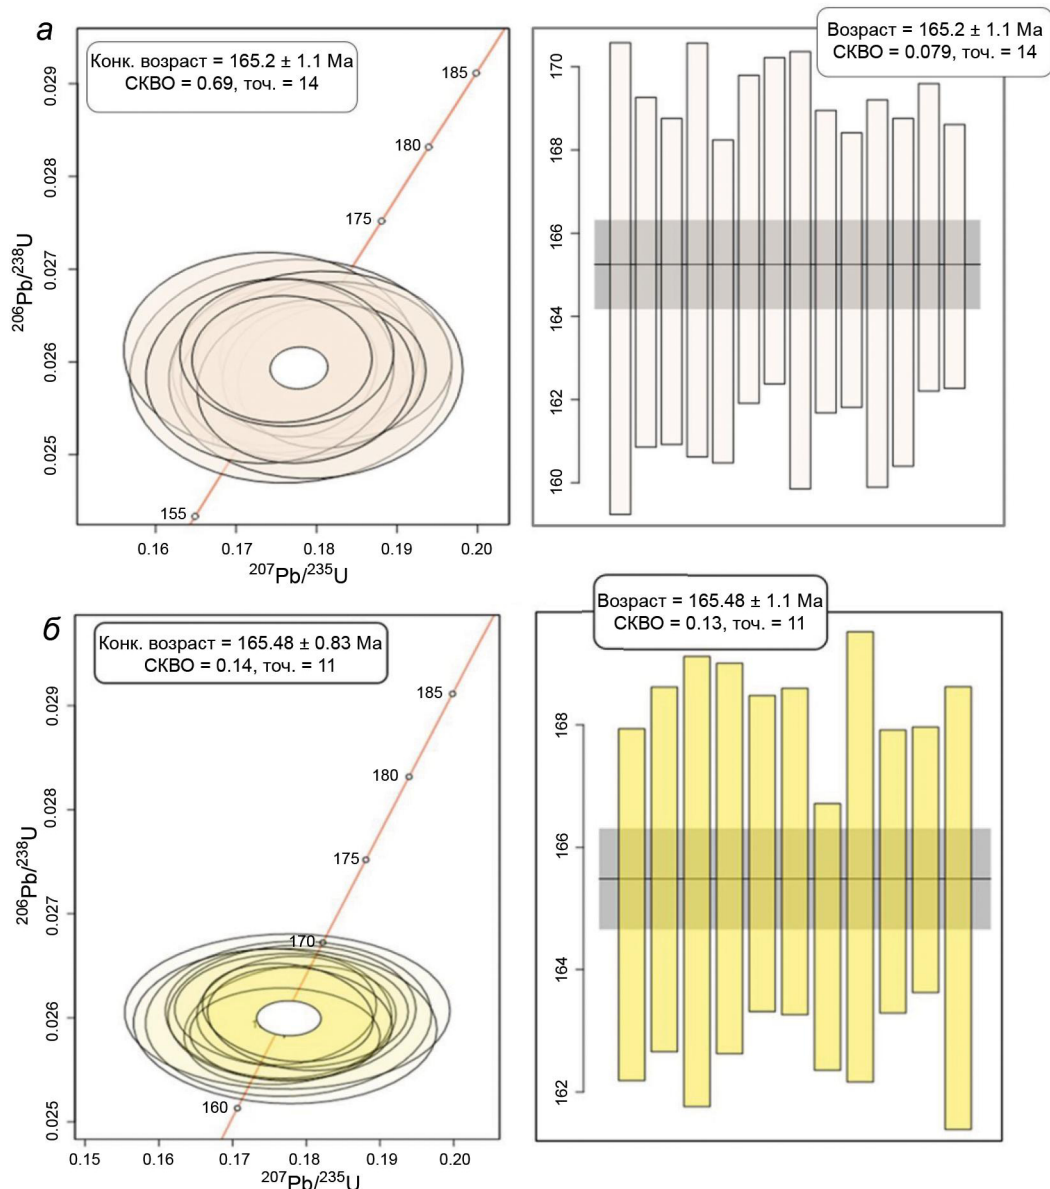 а
Конк. возраст = 165.2 ± 1.1 Ma
СКВО = 0.69, точ. = 14
185
180
175
155
0.029
0.028
0.027
0.026
0.025
206Pb/238U
0.16 0.17 0.18 0.19 0.20
207Pb/235U
Возраст = 165.2 ± 1.1 Ma
СКВО = 0.079, точ. = 14
170
168
166
164
162
160
б
Конк. возраст = 165.48 ± 0.83 Ma
СКВО = 0.14, точ. = 11
185
180
175
170
160
0.029
0.028
0.027
0.026
0.025
206Pb/238U
0.15 0.16 0.17 0.18 0.19 0.20
207Pb/235U
Возраст = 165.48 ± 1.1 Ma
СКВО = 0.13, точ. = 11
168
166
164
162